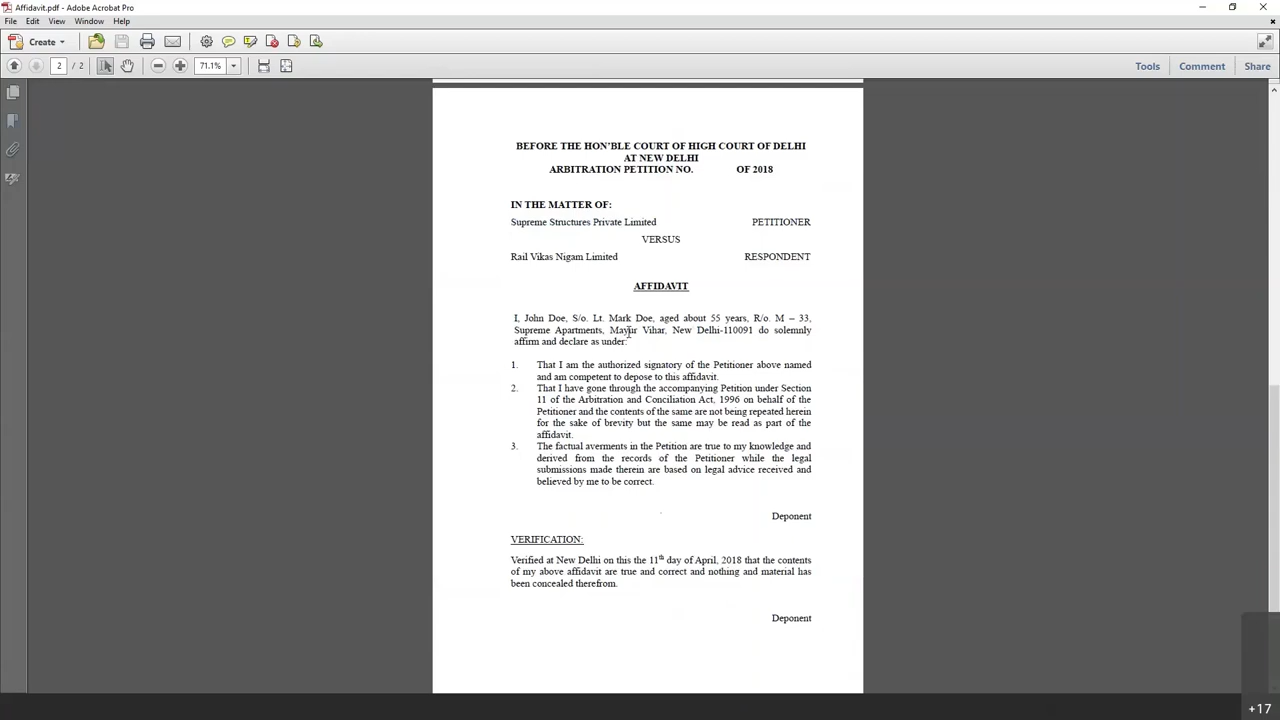 Affidavit.pdf - Adobe Acrobat Pro
File Edit View Window Help
Create
2 / 2 71.1% Tools Comment Share
BEFORE THE HON'BLE COURT OF HIGH COURT OF DELHI
AT NEW DELHI
ARBITRATION PETITION NO. OF 2018
IN THE MATTER OF:
Supreme Structures Private Limited PETITIONER
VERSUS
Rail Vikas Nigam Limited RESPONDENT
AFFIDAVIT
I, John Doe, S/o. Lt. Mark Doe, aged about 55 years, R/o. M – 33,
Supreme Apartments, Mayur Vihar, New Delhi-110091 do solemnly
affirm and declare as under:
1. That I am the authorized signatory of the Petitioner above named
and am competent to depose to this affidavit.
2. That I have gone through the accompanying Petition under Section
11 of the Arbitration and Conciliation Act, 1996 on behalf of the
Petitioner and the contents of the same are not being repeated herein
for the sake of brevity but the same may be read as part of the
affidavit.
3. The factual averments in the Petition are true to my knowledge and
derived from the records of the Petitioner while the legal
submissions made therein are based on legal advice received and
believed by me to be correct.
Deponent
VERIFICATION:
Verified at New Delhi on this the 11th day of April, 2018 that the contents
of my above affidavit are true and correct and nothing and material has
been concealed therefrom.
Deponent
+17